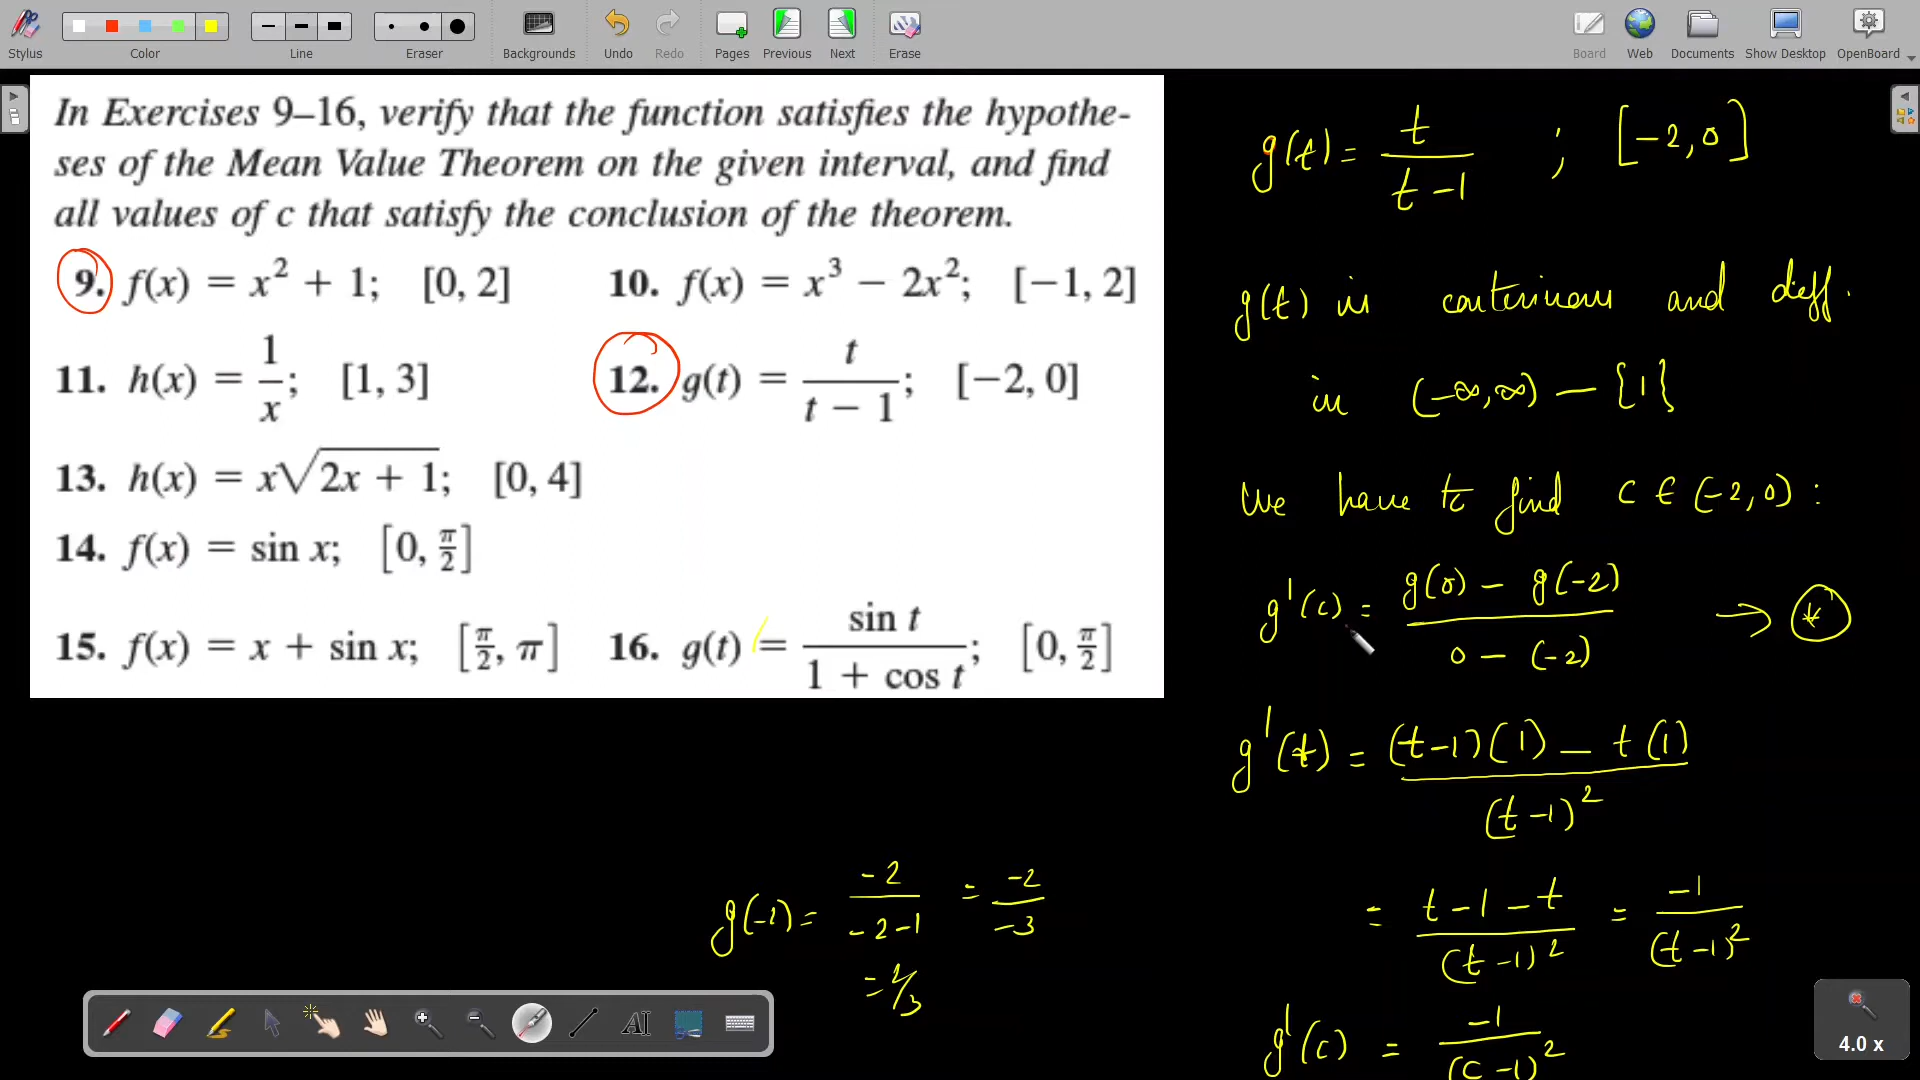 Stylus Color Line Eraser Backgrounds Undo Redo Pages Previous Next Erase Board Web Documents Show Desktop OpenBoard
In Exercises 9–16, verify that the function satisfies the hypothe-
ses of the Mean Value Theorem on the given interval, and find
all values of c that satisfy the conclusion of the theorem.
9. f(x) = x² + 1; [0, 2] 10. f(x) = x³ − 2x²; [−1, 2]
11. h(x) = 1/x; [1, 3] 12. g(t) = t/(t − 1); [−2, 0]
13. h(x) = x√(2x + 1); [0, 4]
14. f(x) = sin x; [0, π/2]
15. f(x) = x + sin x; [π/2, π] 16. g(t) = sin t/(1 + cos t); [0, π/2]
g(t) = t/(t−1) ; [−2, 0]
g(t) is continuous and diff.
in (−∞, ∞) − {1}
We have to find c ∈ (−2, 0) :
g'(c) = (g(0) − g(−2))/(0 − (−2)) → *
g'(t) = ((t−1)(1) − t(1))/(t−1)²
= (t−1−t)/(t−1)² = −1/(t−1)²
g'(c) = −1/(c−1)²
g(−2) = −2/(−2−1) = −2/−3
= 2/3
4.0 x